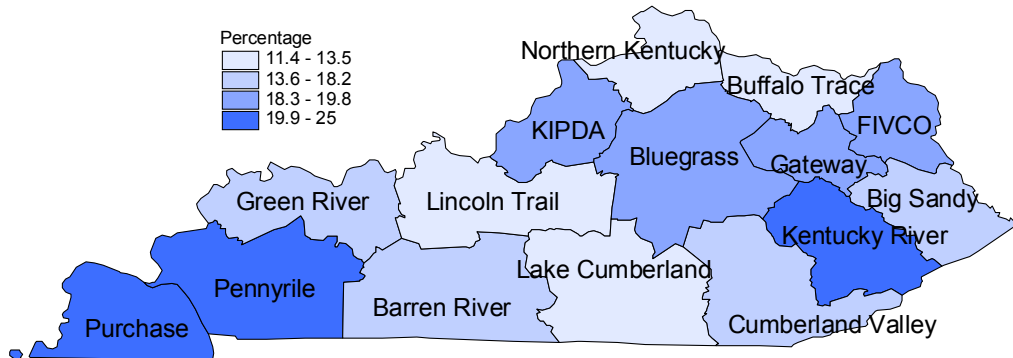 Percentage
11.4 - 13.5
13.6 - 18.2
18.3 - 19.8
19.9 - 25
Northern Kentucky
Buffalo Trace
FIVCO
KIPDA
Bluegrass
Gateway
Big Sandy
Green River
Lincoln Trail
Kentucky River
Lake Cumberland
Pennyrile
Barren River
Purchase
Cumberland Valley